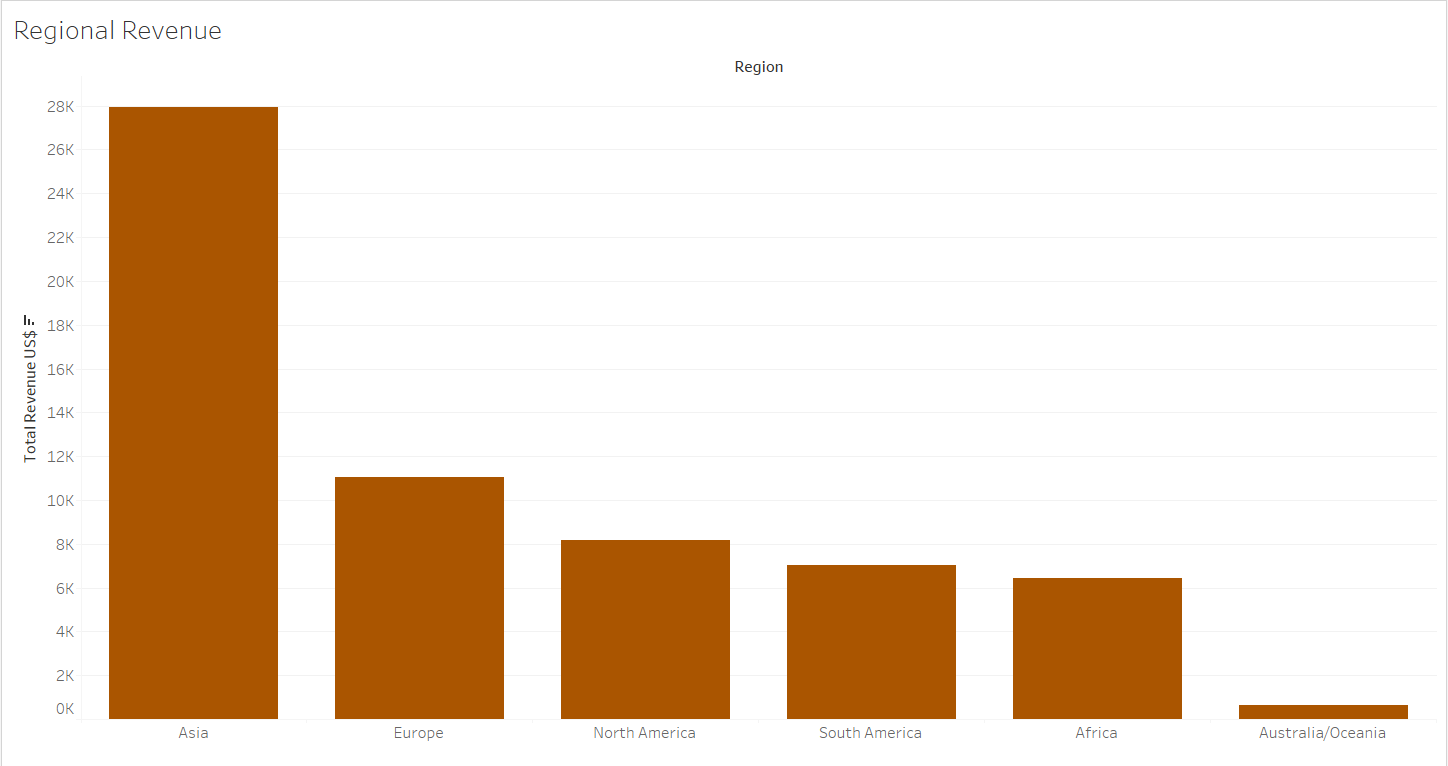 Regional Revenue
Region
28K
26K
24K
22K
20K
18K
16K
14K
12K
10K
8K
6K
4K
2K
0K
Total Revenue US$
Asia Europe North America South America Africa Australia/Oceania